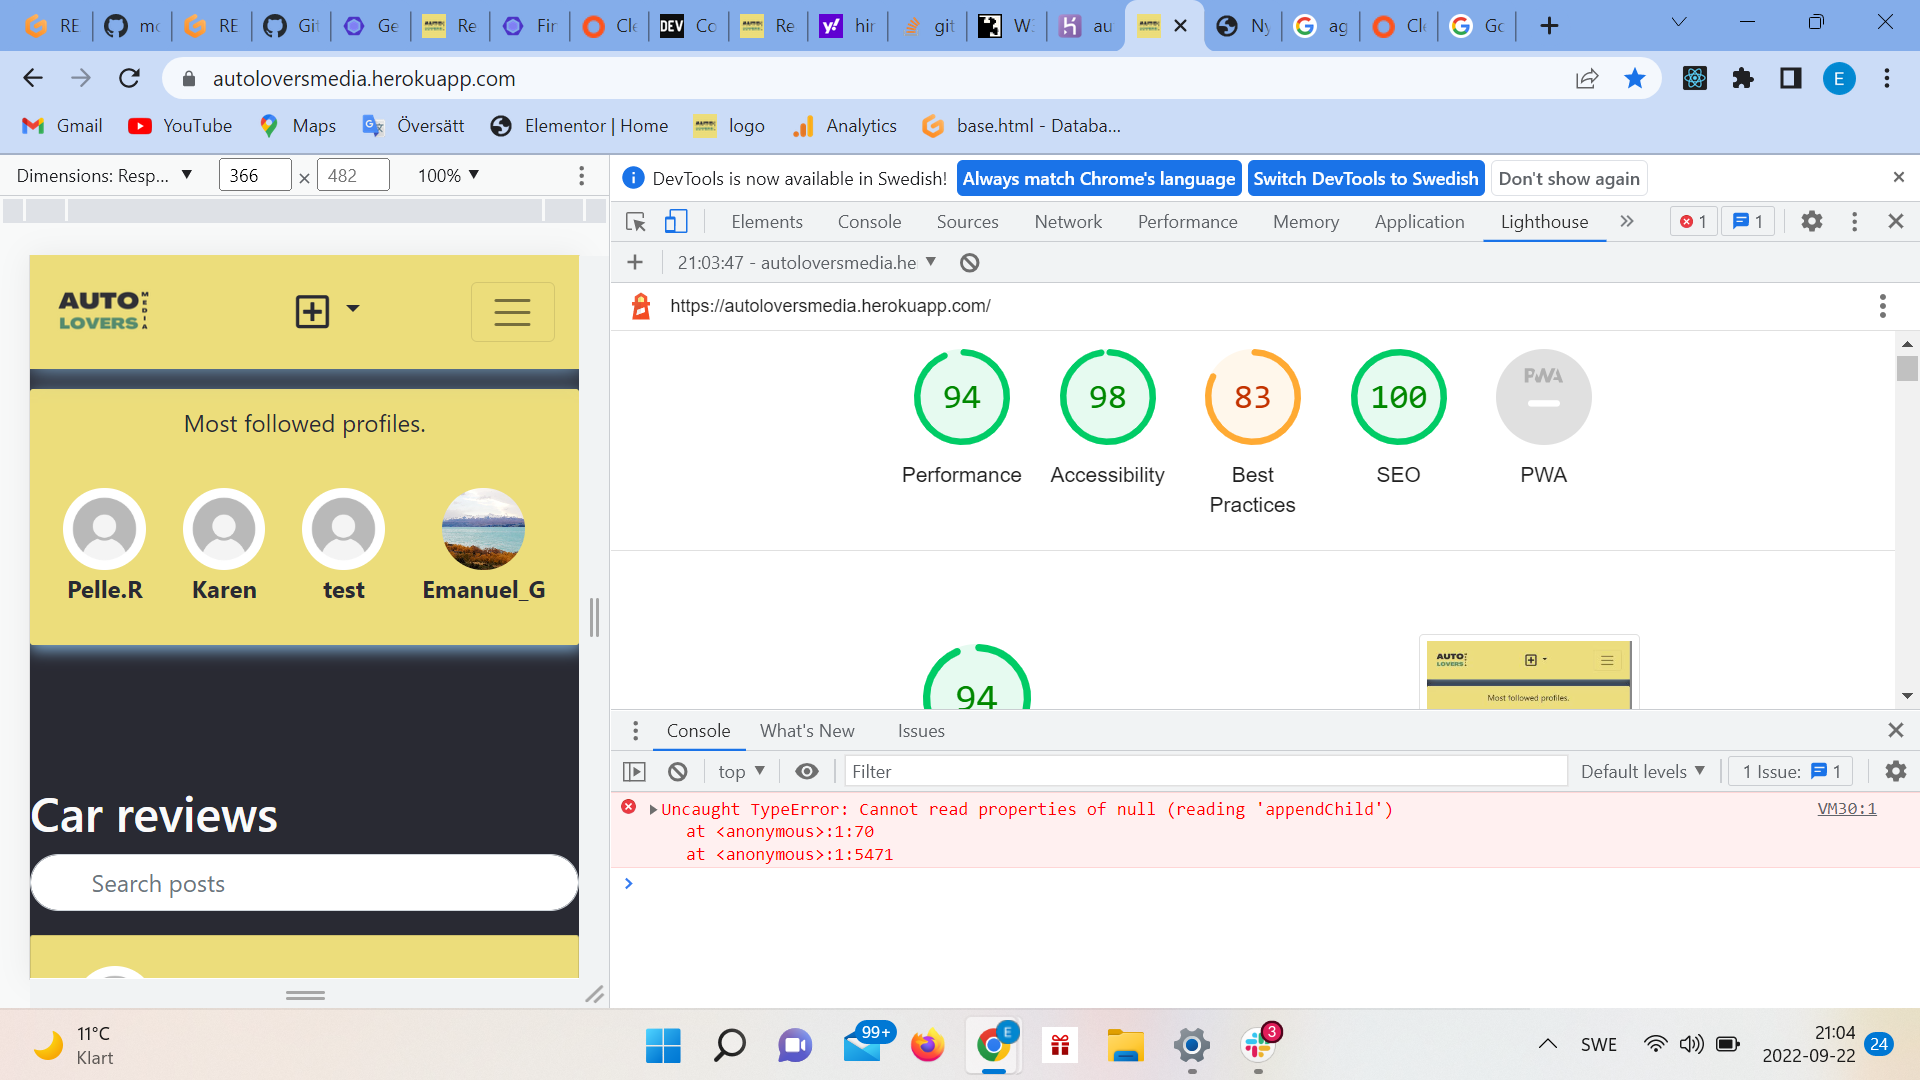 RE
mc
RE
Git
Ge
Re
Fir
Cle
DEV Co
Re
y! hir
git
W
au
Ny
ag
Cl
Go
autoloversmedia.herokuapp.com
E
Gmail
YouTube
Maps
Översätt
Elementor | Home
logo
Analytics
base.html - Databa...
Dimensions: Resp...
366
×
482
100%
DevTools is now available in Swedish!
Always match Chrome's language
Switch DevTools to Swedish
Don't show again
Elements
Console
Sources
Network
Performance
Memory
Application
Lighthouse
1
1
21:03:47 - autoloversmedia.he
https://autoloversmedia.herokuapp.com/
AUTO
LOVERS
MEDIA
Most followed profiles.
Pelle.R
Karen
test
Emanuel_G
Car reviews
Search posts
94
98
83
100
PWA
Performance
Accessibility
Best
Practices
SEO
PWA
94
AUTO
LOVERS
Most followed profiles.
Console
What's New
Issues
top
Filter
Default levels
1 Issue:
1
Uncaught TypeError: Cannot read properties of null (reading 'appendChild')
at <anonymous>:1:70
at <anonymous>:1:5471
VM30:1
11°C
Klart
99+
E
3
SWE
21:04
2022-09-22
24